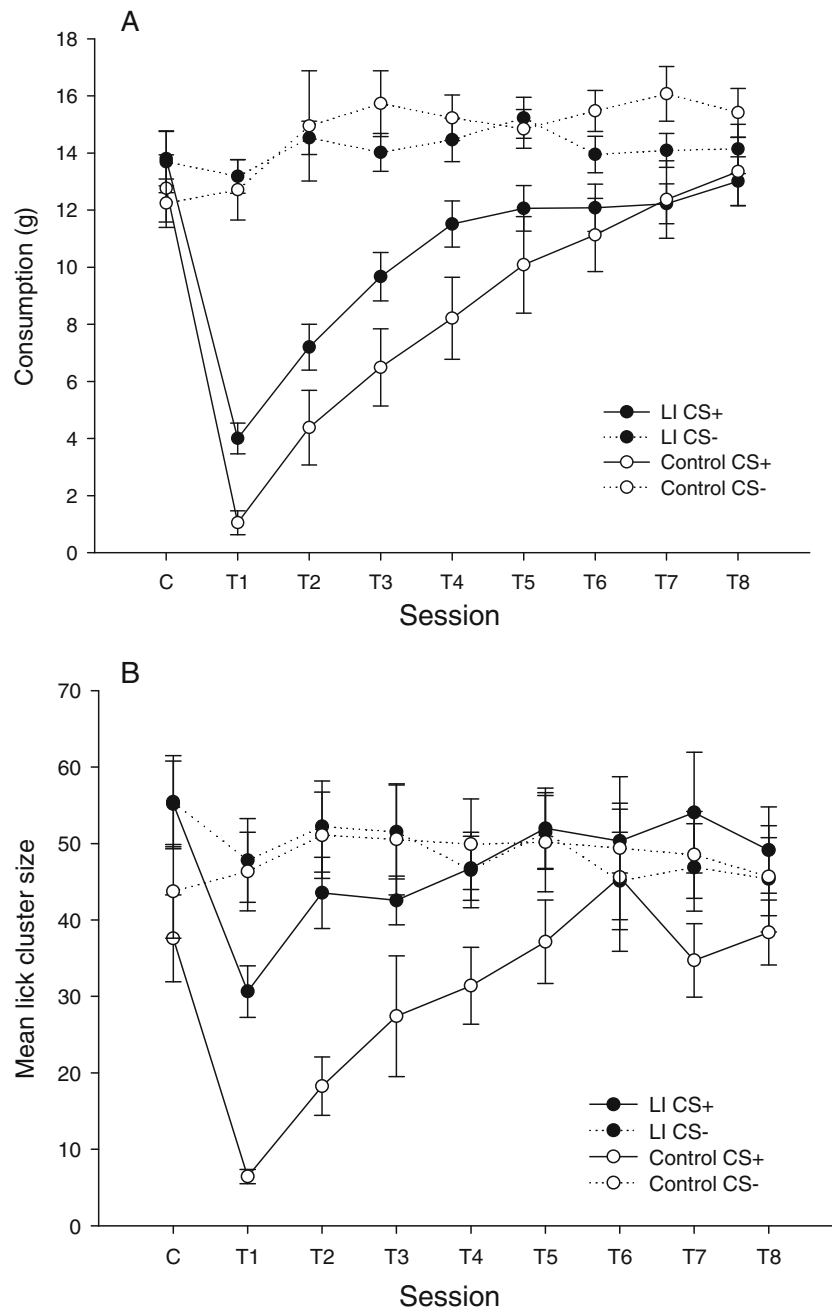 A
18
16
14
12
10
8
6
4
2
0
Consumption (g)
LI CS+
LI CS-
Control CS+
Control CS-
C T1 T2 T3 T4 T5 T6 T7 T8
Session
B
70
60
50
40
30
20
10
0
Mean lick cluster size
LI CS+
LI CS-
Control CS+
Control CS-
C T1 T2 T3 T4 T5 T6 T7 T8
Session